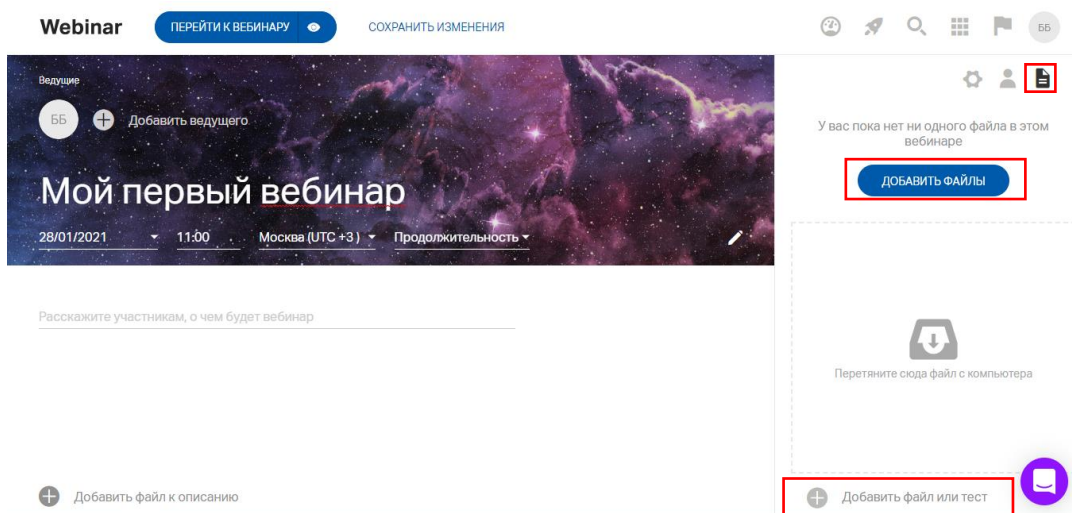 Webinar
ПЕРЕЙТИ К ВЕБИНАРУ
СОХРАНИТЬ ИЗМЕНЕНИЯ
ББ
Ведущие
ББ
Добавить ведущего
Мой первый вебинар
28/01/2021
11:00
Москва (UTC +3 )
Продолжительность
Расскажите участникам, о чем будет вебинар
Добавить файл к описанию
У вас пока нет ни одного файла в этом
вебинаре
ДОБАВИТЬ ФАЙЛЫ
Перетяните сюда файл с компьютера
Добавить файл или тест